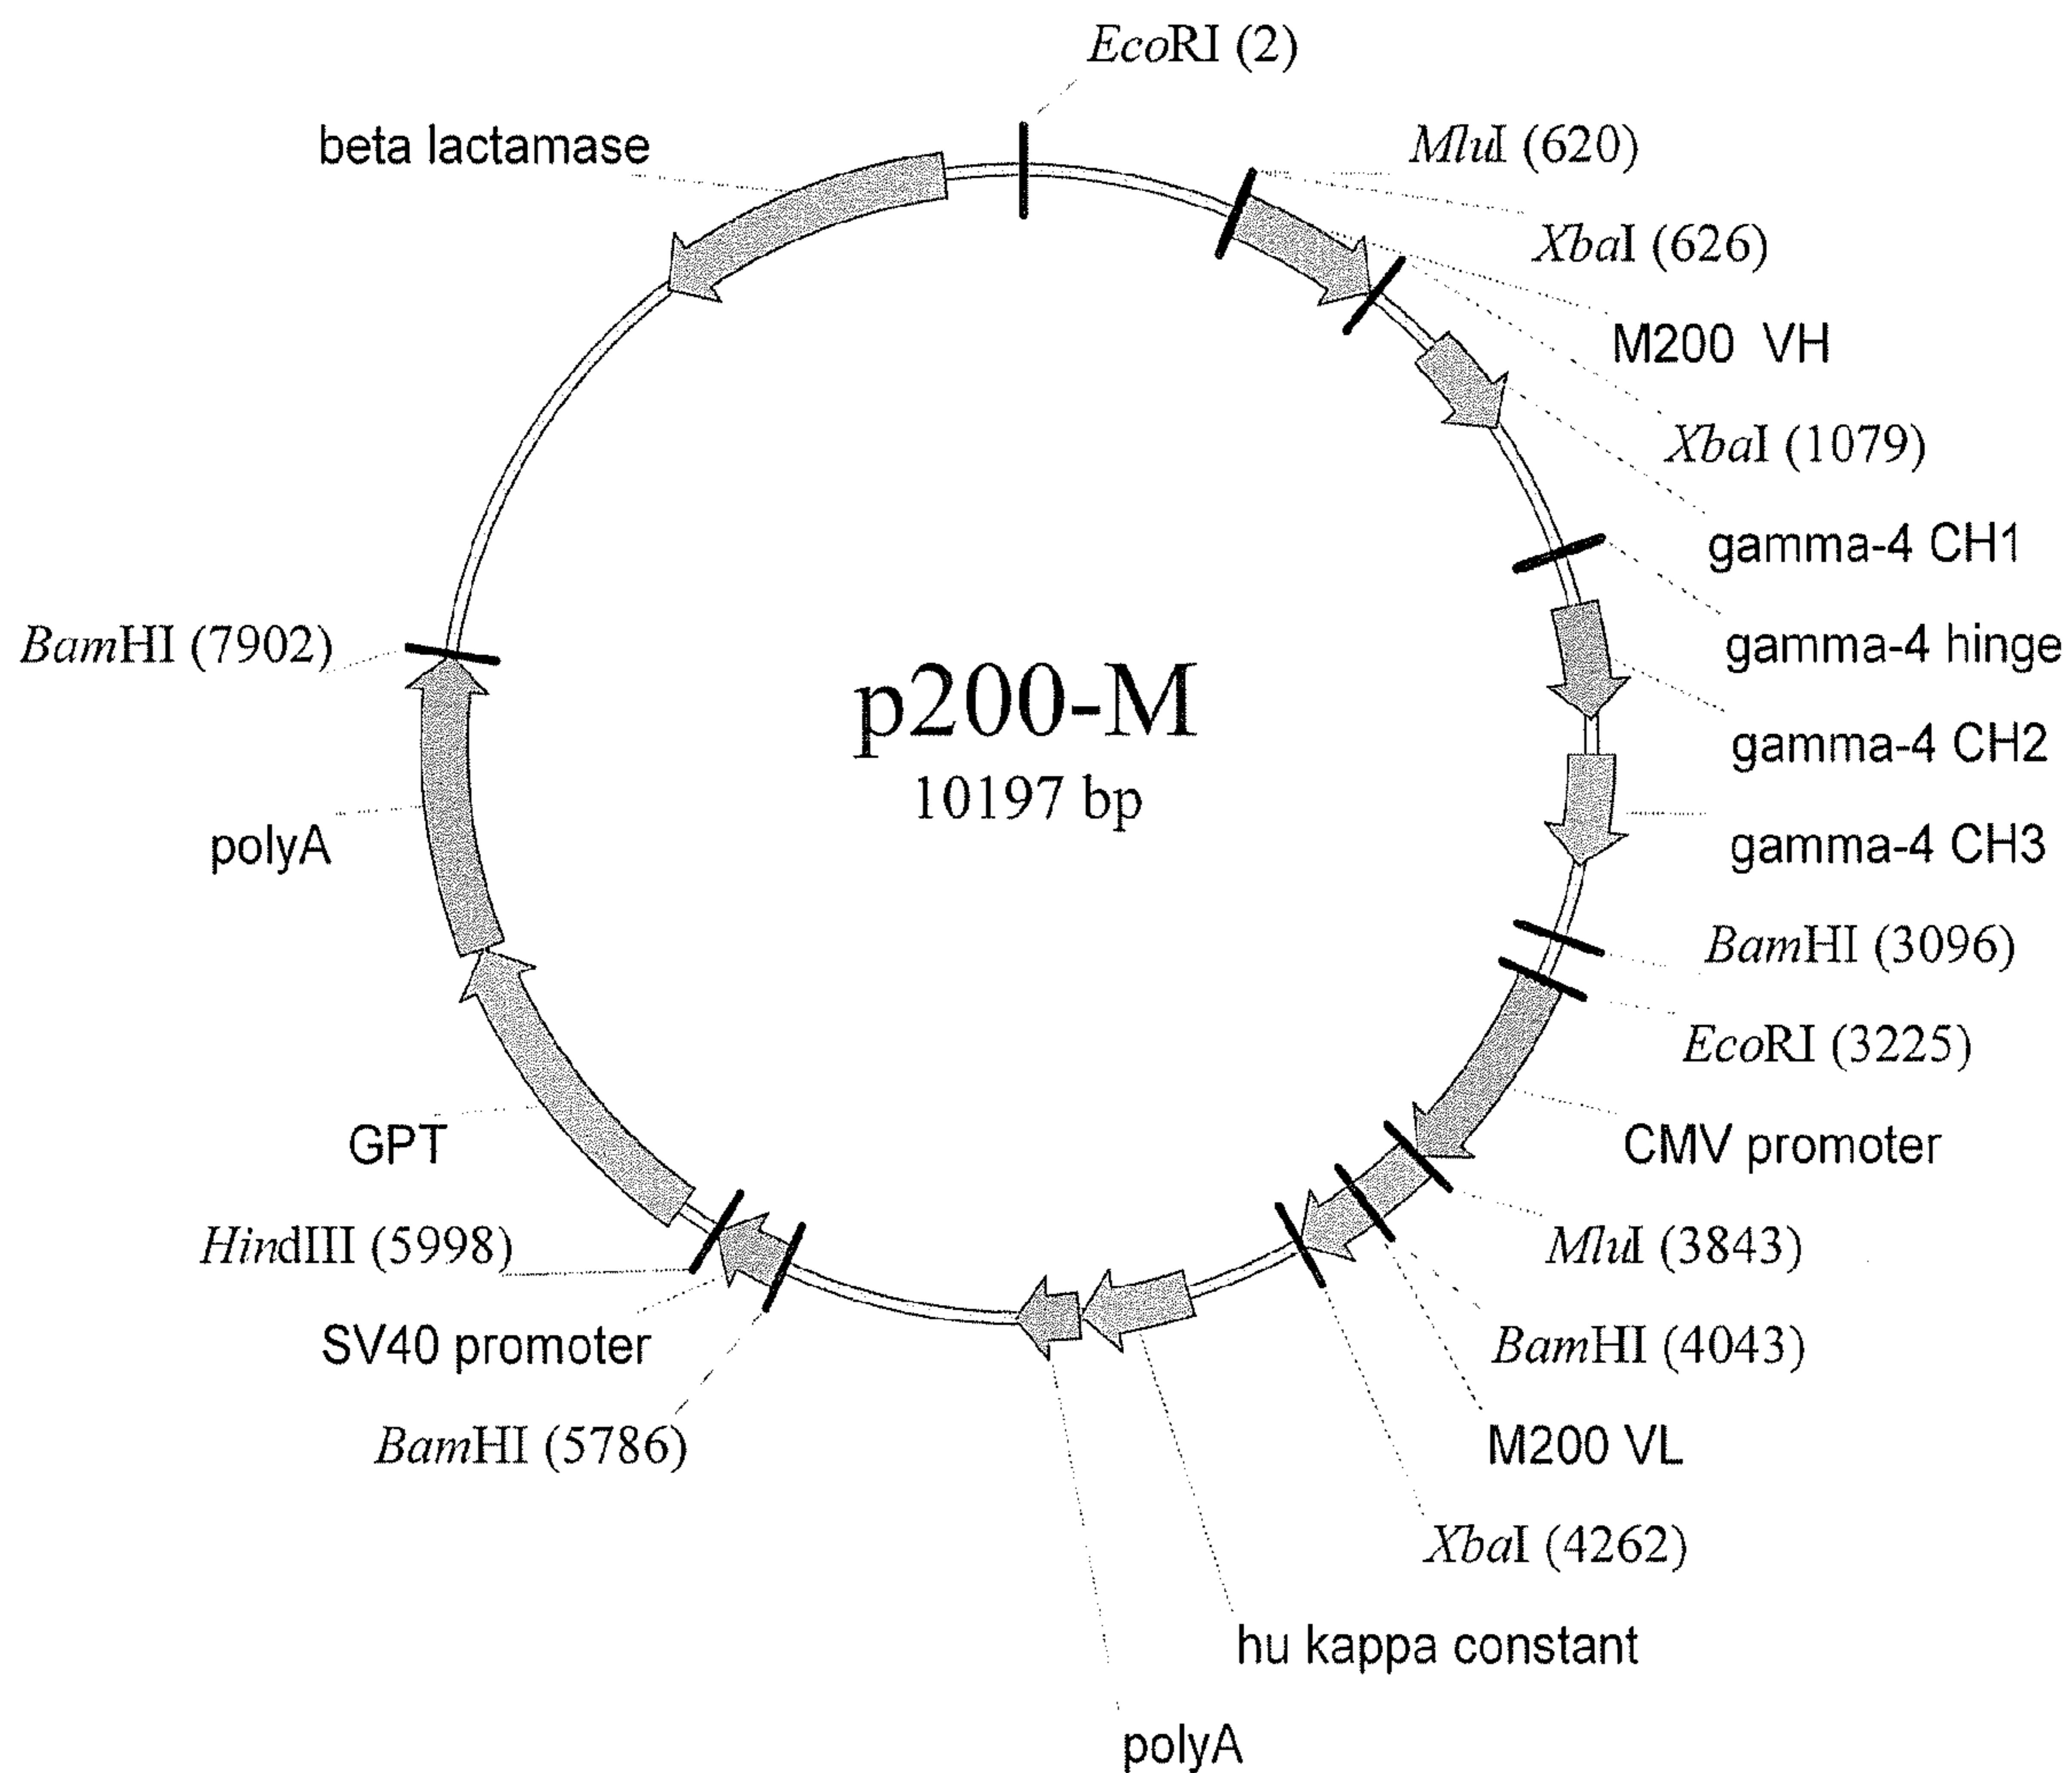 EcoRI (2)
beta lactamase
MluI (620)
XbaI (626)
M200 VH
XbaI (1079)
gamma-4 CH1
gamma-4 hinge
BamHI (7902)
p200-M
10197 bp
gamma-4 CH2
polyA
gamma-4 CH3
BamHI (3096)
EcoRI (3225)
GPT
CMV promoter
HindIII (5998)
MluI (3843)
SV40 promoter
BamHI (4043)
BamHI (5786)
M200 VL
XbaI (4262)
hu kappa constant
polyA